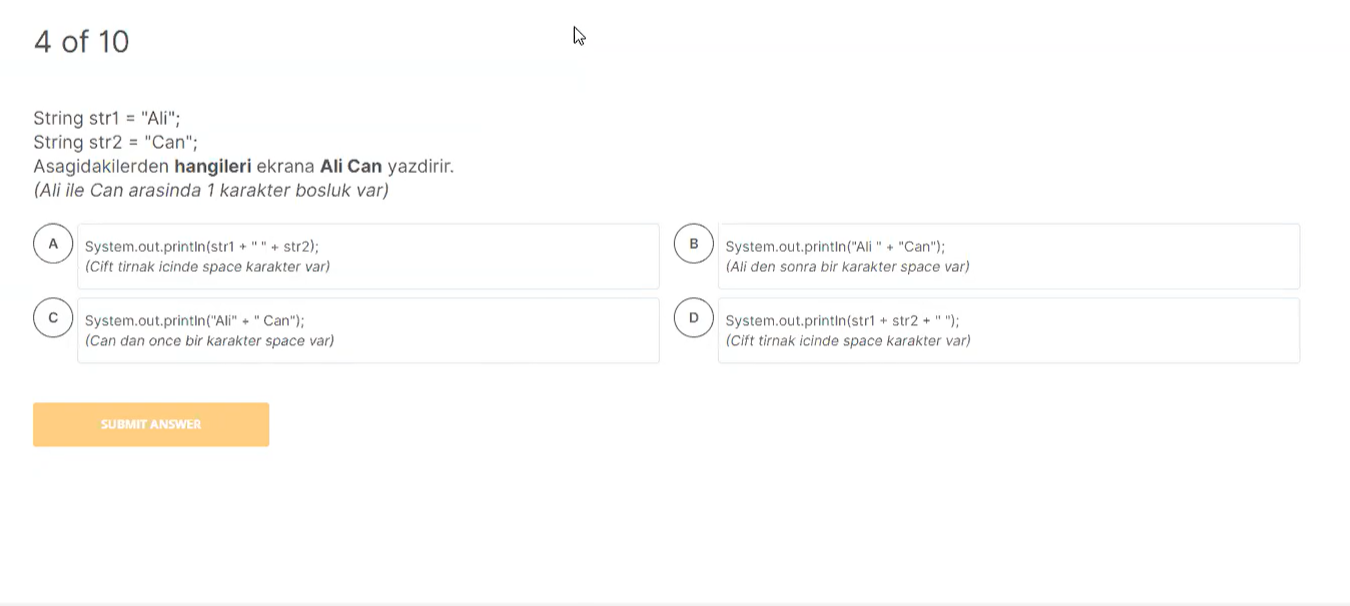 4 of 10
String str1 = "Ali";
String str2 = "Can";
Asagidakilerden hangileri ekrana Ali Can yazdirir.
(Ali ile Can arasinda 1 karakter bosluk var)
A
System.out.println(str1 + " " + str2);
(Cift tirnak icinde space karakter var)
B
System.out.println("Ali " + "Can");
(Ali den sonra bir karakter space var)
C
System.out.println("Ali" + " Can");
(Can dan once bir karakter space var)
D
System.out.println(str1 + str2 + " ");
(Cift tirnak icinde space karakter var)
SUBMIT ANSWER